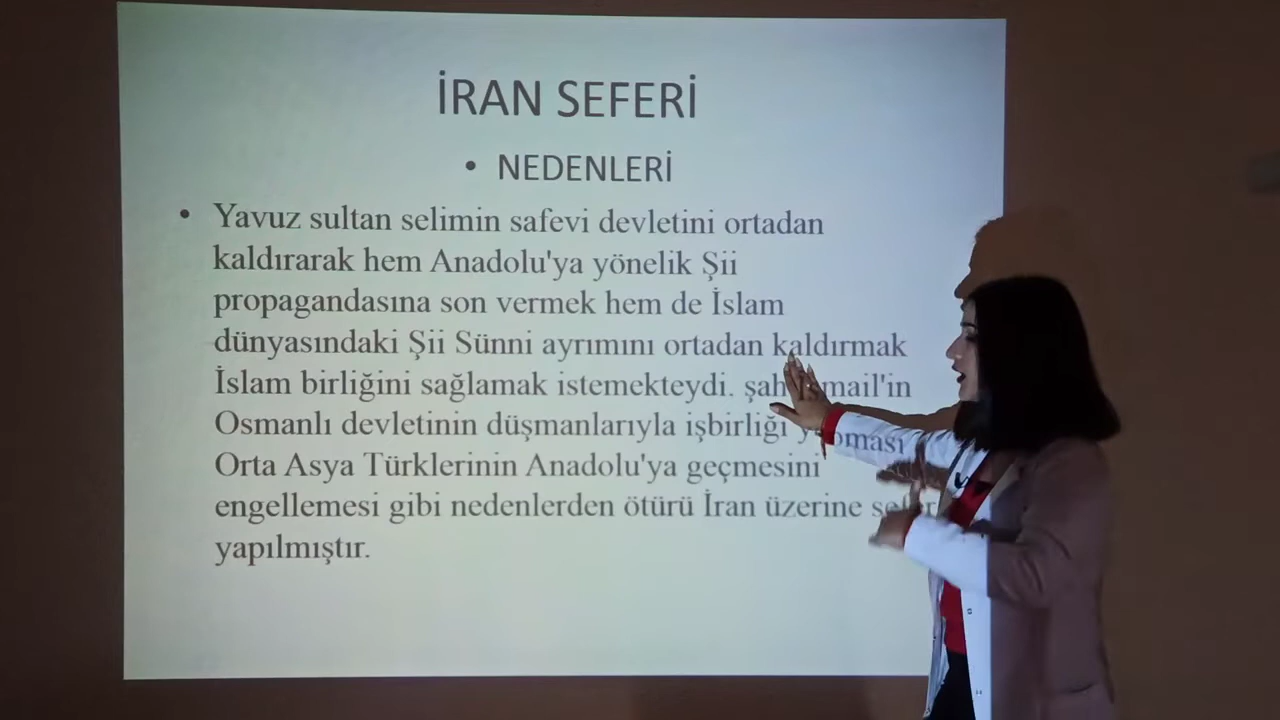 İRAN SEFERİ
• NEDENLERİ
• Yavuz sultan selimin safevi devletini ortadan
kaldırarak hem Anadolu'ya yönelik Şii
propagandasına son vermek hem de İslam
dünyasındaki Şii Sünni ayrımını ortadan kaldırmak
İslam birliğini sağlamak istemekteydi. şah İsmail'in
Osmanlı devletinin düşmanlarıyla işbirliği yapması
Orta Asya Türklerinin Anadolu'ya geçmesini
engellemesi gibi nedenlerden ötürü İran üzerine sefer
yapılmıştır.